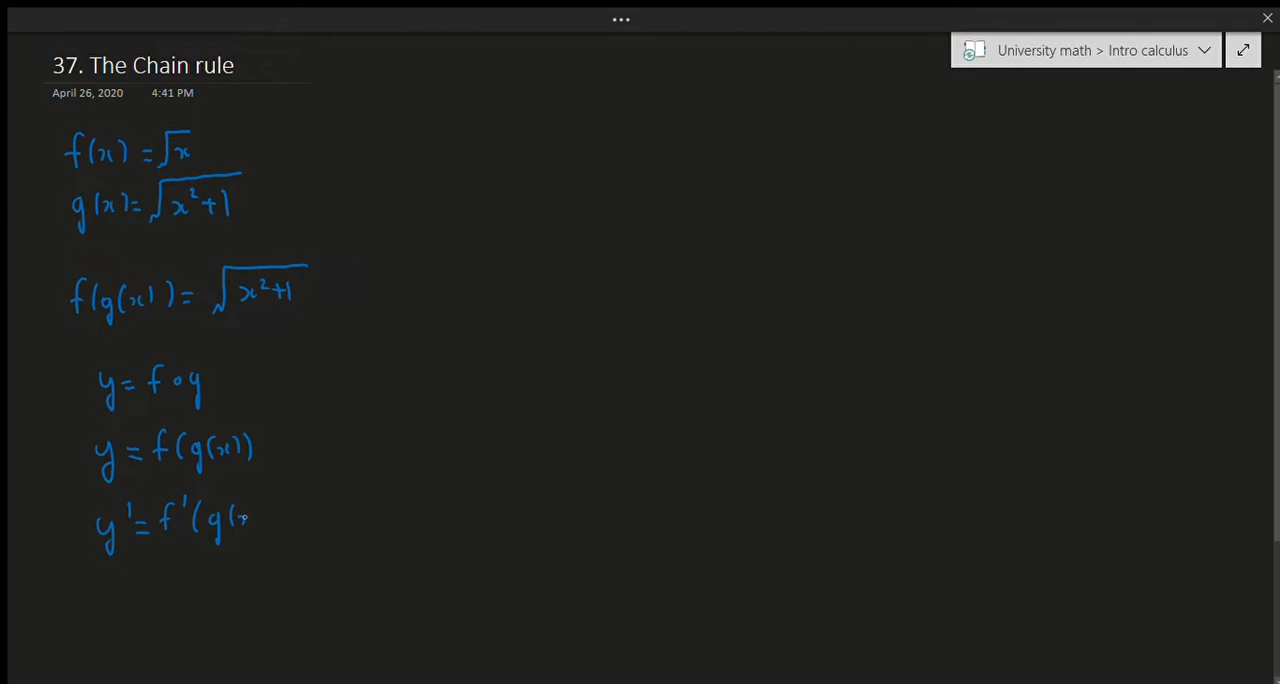 University math > Intro calculus
37. The Chain rule
April 26, 2020 4:41 PM
f(x) = √x
g(x) = √x²+1
f(g(x)) = √x²+1
y = f∘g
y = f(g(x))
y' = f'(g(x